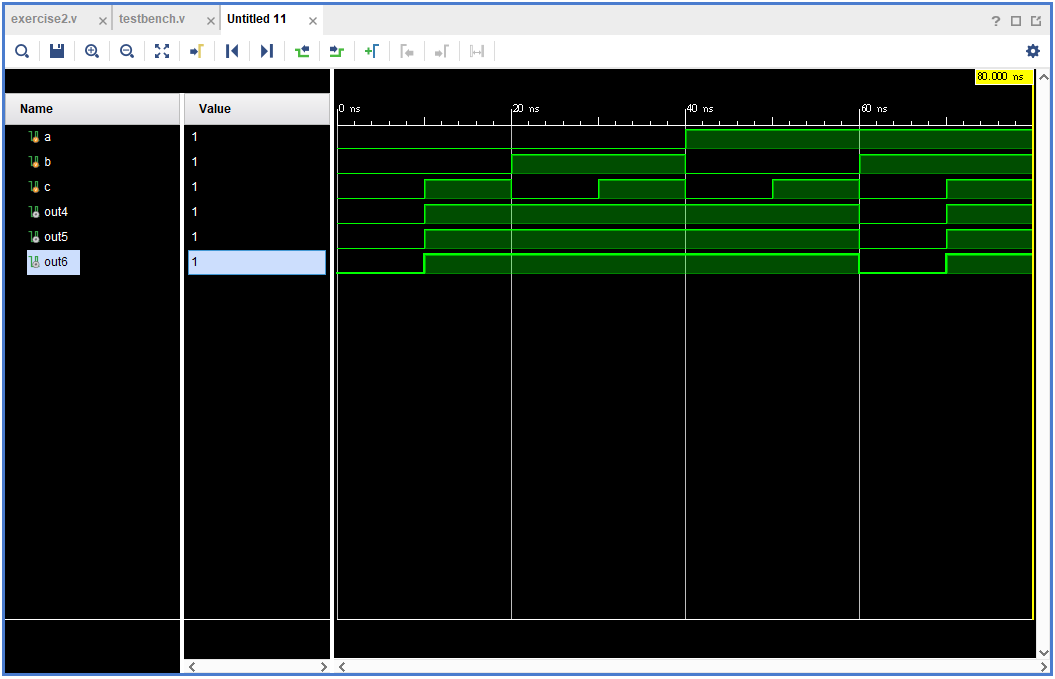 exercise2.v × testbench.v × Untitled 11 × ?
80.000 ns
Name Value
0 ns 20 ns 40 ns 60 ns
a 1
b 1
c 1
out4 1
out5 1
out6 1